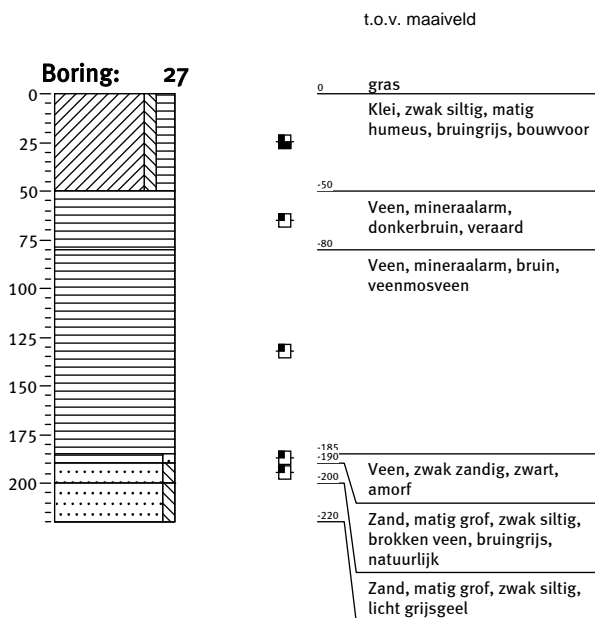 t.o.v. maaiveld
Boring: 27
0
25
50
75
100
125
150
175
200
0
gras
Klei, zwak siltig, matig
humeus, bruingrijs, bouwvoor
-50
Veen, mineraalarm,
donkerbruin, veraard
-80
Veen, mineraalarm, bruin,
veenmosveen
-185
Veen, zwak zandig, zwart,
amorf
-190
Zand, matig grof, zwak siltig,
brokken veen, bruingrijs,
natuurlijk
-200
Zand, matig grof, zwak siltig,
licht grijsgeel
-220